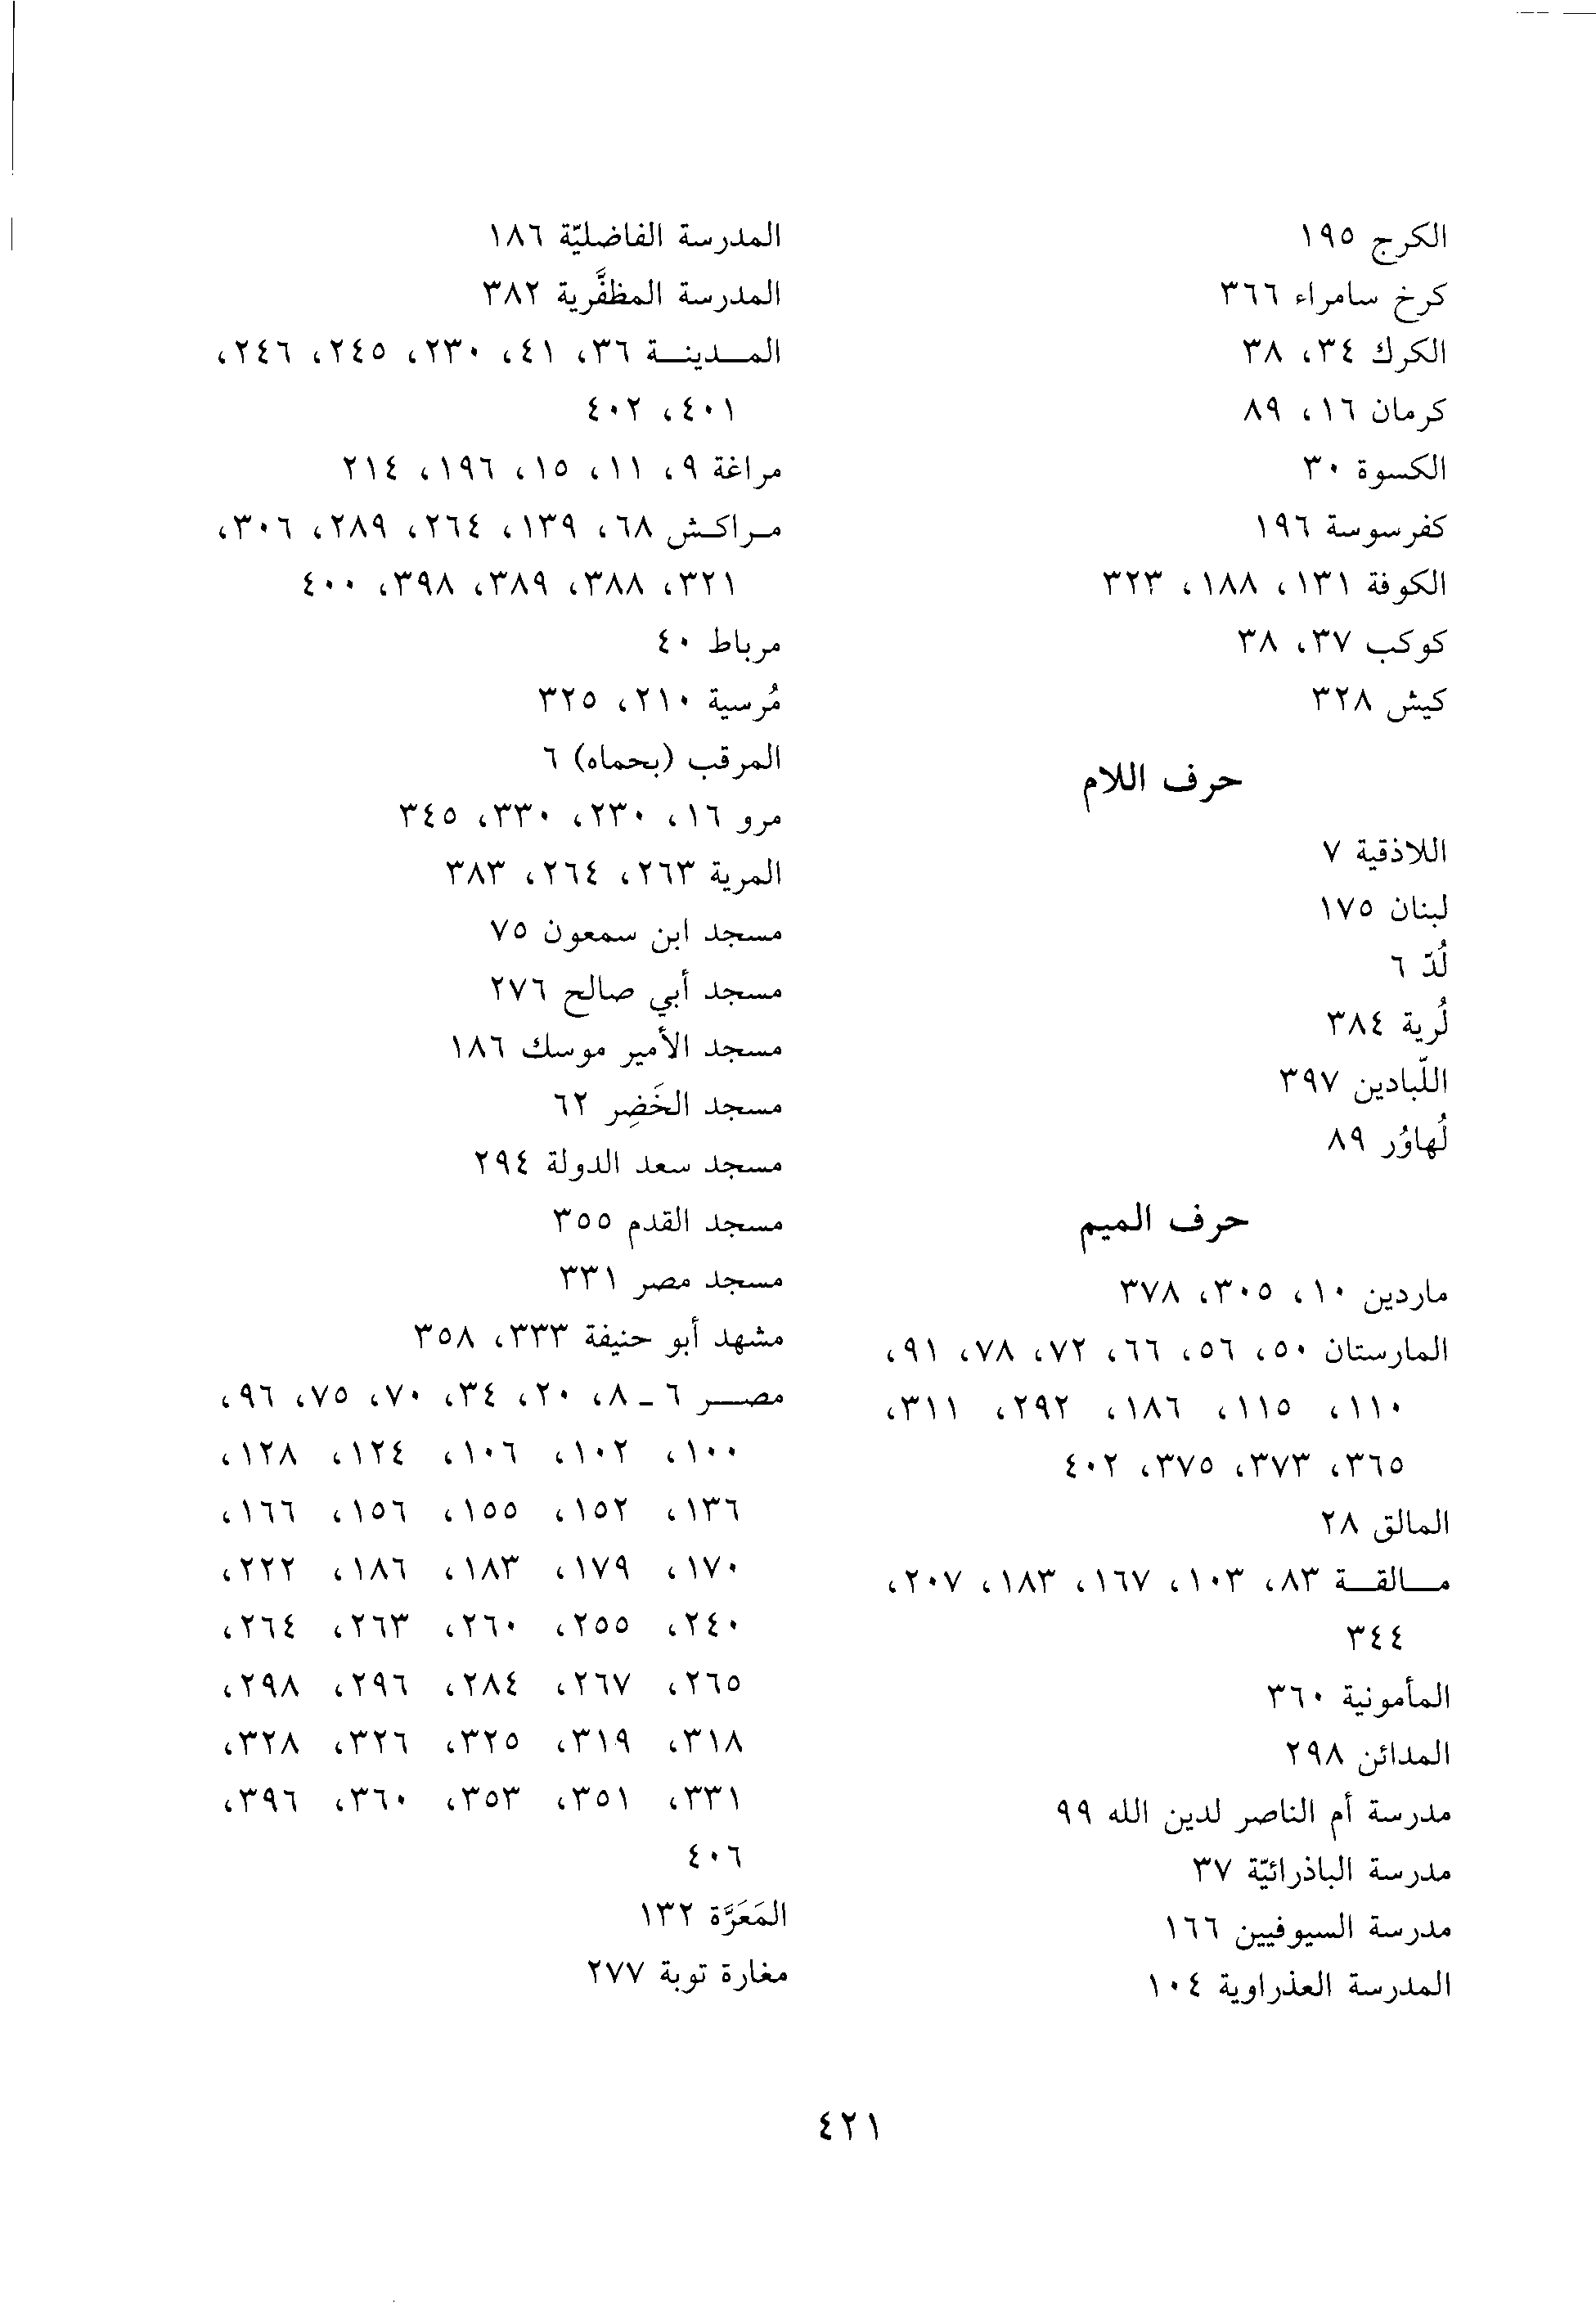 الكرج ١٩٥
كرخ سامراء ٣٦٦
الكرك ٣٤، ٣٨
كرمان ١٦، ٨٩
الكسوة ٣٠
كفرسوسة ١٩٦
الكوفة ١٣١، ١٨٨، ٣٢٣
كوكب ٣٧، ٣٨
كيش ٣٢٨
حرف اللام
اللاذقية ٧
لبنان ١٧٥
لُدّ ٦
لُرية ٣٨٤
اللّبادين ٣٩٧
لُهاوُر ٨٩
حرف الميم
ماردين ١٠، ٣٠٥، ٣٧٨
المارستان ٥٠، ٥٦، ٦٦، ٧٢، ٧٨، ٩١،
١١٠، ١١٥، ١٨٦، ٢٩٢، ٣١١،
٣٦٥، ٣٧٣، ٣٧٥، ٤٠٢
المالق ٢٨
مـالقـة ٨٣، ١٠٣، ١٦٧، ١٨٣، ٢٠٧،
٣٤٤
المأمونية ٣٦٠
المدائن ٢٩٨
مدرسة أم الناصر لدين الله ٩٩
مدرسة الباذرائيّة ٣٧
مدرسة السيوفيين ١٦٦
المدرسة العذراوية ١٠٤
المدرسة الفاضليّة ١٨٦
المدرسة المظفَّرية ٣٨٢
المـدينـة ٣٦، ٤١، ٢٣٠، ٢٤٥، ٢٤٦،
٤٠١، ٤٠٢
مراغة ٩، ١١، ١٥، ١٩٦، ٢١٤
مـراكـش ٦٨، ١٣٩، ٢٦٤، ٢٨٩، ٣٠٦،
٣٢١، ٣٨٨، ٣٨٩، ٣٩٨، ٤٠٠
مرباط ٤٠
مُرسية ٢١٠، ٣٢٥
المرقب (بحماه) ٦
مرو ١٦، ٢٣٠، ٣٣٠، ٣٤٥
المرية ٢٦٣، ٢٦٤، ٣٨٣
مسجد ابن سمعون ٧٥
مسجد أبي صالح ٢٧٦
مسجد الأمير موسك ١٨٦
مسجد الخَضِر ٦٢
مسجد سعد الدولة ٢٩٤
مسجد القدم ٣٥٥
مسجد مصر ٣٣١
مشهد أبو حنيفة ٣٣٣، ٣٥٨
مصـر ٦ ـ ٨، ٢٠، ٣٤، ٧٠، ٧٥، ٩٦،
١٠٠، ١٠٢، ١٠٦، ١٢٤، ١٢٨،
١٣٦، ١٥٢، ١٥٥، ١٥٦، ١٦٦،
١٧٠، ١٧٩، ١٨٣، ١٨٦، ٢٢٢،
٢٤٠، ٢٥٥، ٢٦٠، ٢٦٣، ٢٦٤،
٢٦٥، ٢٦٧، ٢٨٤، ٢٩٦، ٢٩٨،
٣١٨، ٣١٩، ٣٢٥، ٣٢٦، ٣٢٨،
٣٣١، ٣٥١، ٣٥٣، ٣٦٠، ٣٩٦،
٤٠٦
المَعَرَّة ١٣٢
مغارة توبة ٢٧٧
٤٢١